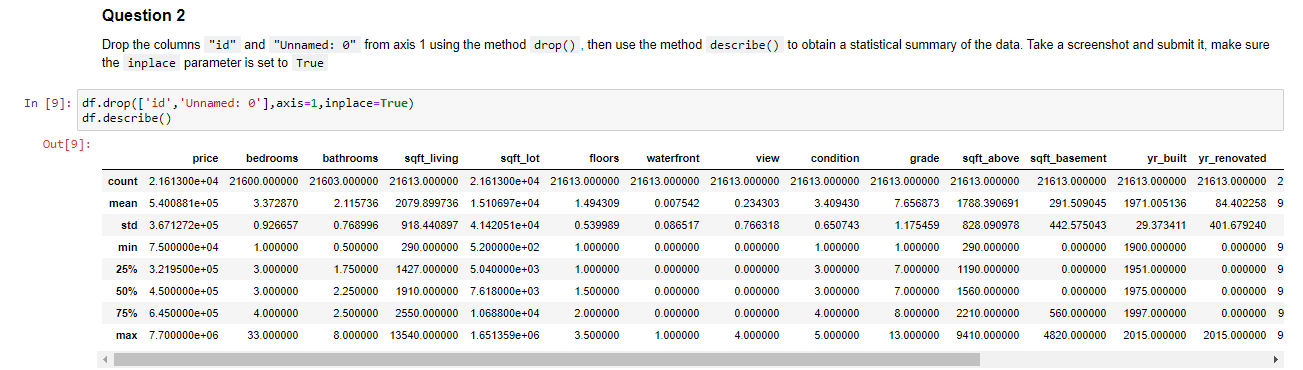 Question 2
Drop the columns "id" and "Unnamed: 0" from axis 1 using the method drop() , then use the method describe() to obtain a statistical summary of the data. Take a screenshot and submit it, make sure
the inplace parameter is set to True
In [9]: df.drop(['id','Unnamed: 0'],axis=1,inplace=True)
df.describe()
Out[9]:
price bedrooms bathrooms sqft_living sqft_lot floors waterfront view condition grade sqft_above sqft_basement yr_built yr_renovated
count 2.161300e+04 21600.000000 21603.000000 21613.000000 2.161300e+04 21613.000000 21613.000000 21613.000000 21613.000000 21613.000000 21613.000000 21613.000000 21613.000000 21613.000000 2
mean 5.400881e+05 3.372870 2.115736 2079.899736 1.510697e+04 1.494309 0.007542 0.234303 3.409430 7.656873 1788.390691 291.509045 1971.005136 84.402258 9
std 3.671272e+05 0.926657 0.768996 918.440897 4.142051e+04 0.539989 0.086517 0.766318 0.650743 1.175459 828.090978 442.575043 29.373411 401.679240
min 7.500000e+04 1.000000 0.500000 290.000000 5.200000e+02 1.000000 0.000000 0.000000 1.000000 1.000000 290.000000 0.000000 1900.000000 0.000000 9
25% 3.219500e+05 3.000000 1.750000 1427.000000 5.040000e+03 1.000000 0.000000 0.000000 3.000000 7.000000 1190.000000 0.000000 1951.000000 0.000000 9
50% 4.500000e+05 3.000000 2.250000 1910.000000 7.618000e+03 1.500000 0.000000 0.000000 3.000000 7.000000 1560.000000 0.000000 1975.000000 0.000000 9
75% 6.450000e+05 4.000000 2.500000 2550.000000 1.068800e+04 2.000000 0.000000 0.000000 4.000000 8.000000 2210.000000 560.000000 1997.000000 0.000000 9
max 7.700000e+06 33.000000 8.000000 13540.000000 1.651359e+06 3.500000 1.000000 4.000000 5.000000 13.000000 9410.000000 4820.000000 2015.000000 2015.000000 9